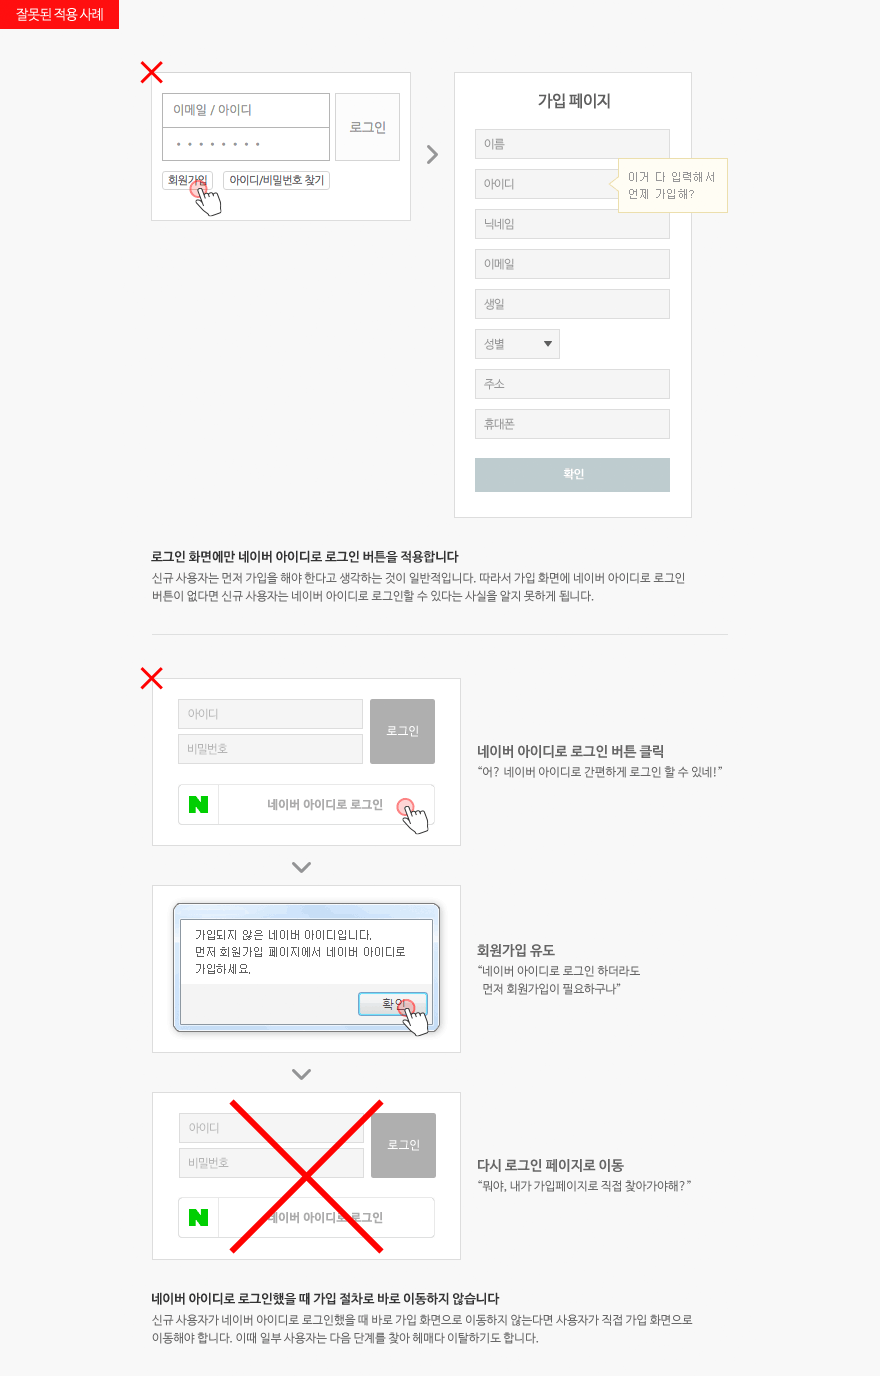 잘못된 적용 사례
이메일 / 아이디
로그인
회원가입
아이디/비밀번호 찾기
가입 페이지
이름
아이디
이거 다 입력해서
언제 가입해?
닉네임
이메일
생일
성별
주소
휴대폰
확인
로그인 화면에만 네이버 아이디로 로그인 버튼을 적용합니다
신규 사용자는 먼저 가입을 해야 한다고 생각하는 것이 일반적입니다. 따라서 가입 화면에 네이버 아이디로 로그인
버튼이 없다면 신규 사용자는 네이버 아이디로 로그인할 수 있다는 사실을 알지 못하게 됩니다.
아이디
비밀번호
로그인
N 네이버 아이디로 로그인
네이버 아이디로 로그인 버튼 클릭
“어? 네이버 아이디로 간편하게 로그인 할 수 있네!”
가입되지 않은 네이버 아이디입니다.
먼저 회원가입 페이지에서 네이버 아이디로
가입하세요.
확인
회원가입 유도
“네이버 아이디로 로그인 하더라도
먼저 회원가입이 필요하구나”
아이디
비밀번호
로그인
N 네이버 아이디로 로그인
다시 로그인 페이지로 이동
“뭐야, 내가 가입페이지로 직접 찾아가야해?”
네이버 아이디로 로그인했을 때 가입 절차로 바로 이동하지 않습니다
신규 사용자가 네이버 아이디로 로그인했을 때 바로 가입 화면으로 이동하지 않는다면 사용자가 직접 가입 화면으로
이동해야 합니다. 이때 일부 사용자는 다음 단계를 찾아 헤매다 이탈하기도 합니다.